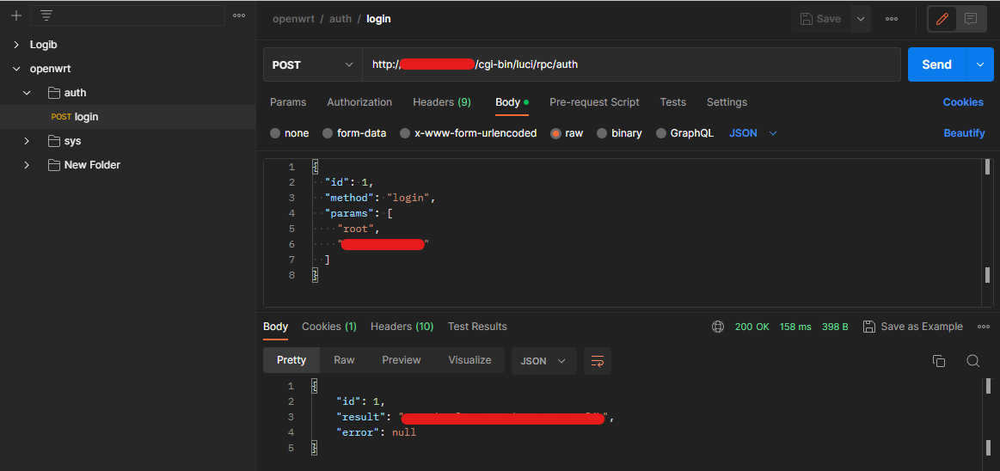 openwrt / auth / login
Save
Logib
openwrt
auth
POST login
sys
New Folder
POST
http:// /cgi-bin/luci/rpc/auth
Send
Params Authorization Headers (9) Body Pre-request Script Tests Settings Cookies
none form-data x-www-form-urlencoded raw binary GraphQL JSON Beautify
1 {
2 "id": 1,
3 "method": "login",
4 "params": [
5 "root",
6 " "
7 ]
8 }
Body Cookies (1) Headers (10) Test Results 200 OK 158 ms 398 B Save as Example
Pretty Raw Preview Visualize JSON
1 {
2 "id": 1,
3 "result": " ",
4 "error": null
5 }